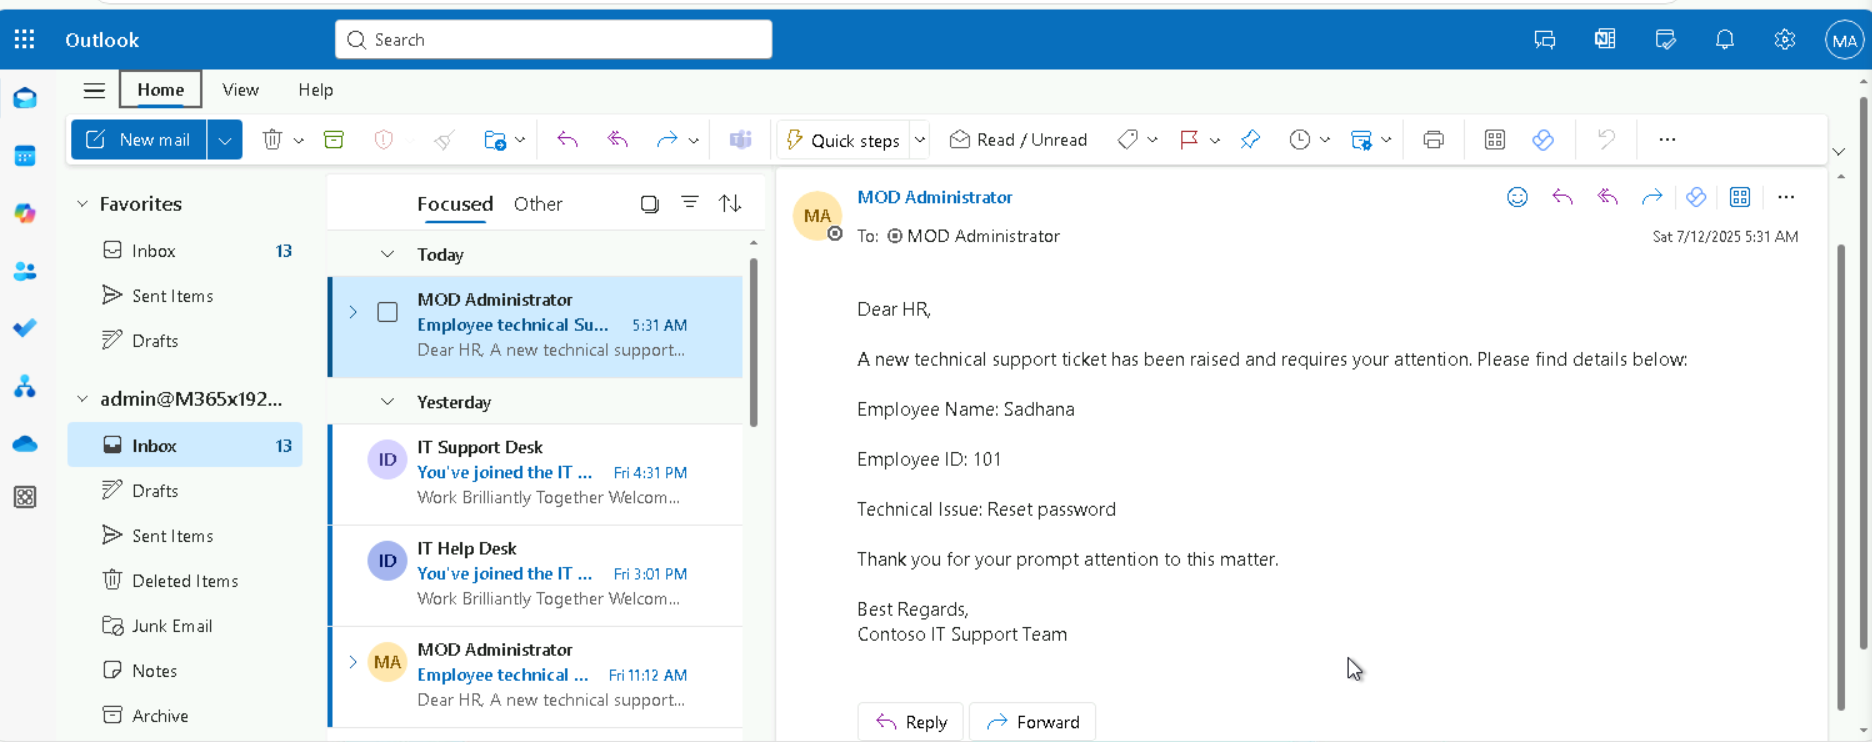 Outlook
Search
MA
Home View Help
New mail
Quick steps
Read / Unread
Favorites
Inbox 13
Sent Items
Drafts
admin@M365x192...
Inbox 13
Drafts
Sent Items
Deleted Items
Junk Email
Notes
Archive
Focused Other
Today
MOD Administrator
Employee technical Su... 5:31 AM
Dear HR, A new technical support...
Yesterday
ID
IT Support Desk
You've joined the IT ... Fri 4:31 PM
Work Brilliantly Together Welcom...
ID
IT Help Desk
You've joined the IT ... Fri 3:01 PM
Work Brilliantly Together Welcom...
MA
MOD Administrator
Employee technical ... Fri 11:12 AM
Dear HR, A new technical support...
MA
MOD Administrator
To: MOD Administrator
Sat 7/12/2025 5:31 AM
Dear HR,
A new technical support ticket has been raised and requires your attention. Please find details below:
Employee Name: Sadhana
Employee ID: 101
Technical Issue: Reset password
Thank you for your prompt attention to this matter.
Best Regards,
Contoso IT Support Team
Reply
Forward